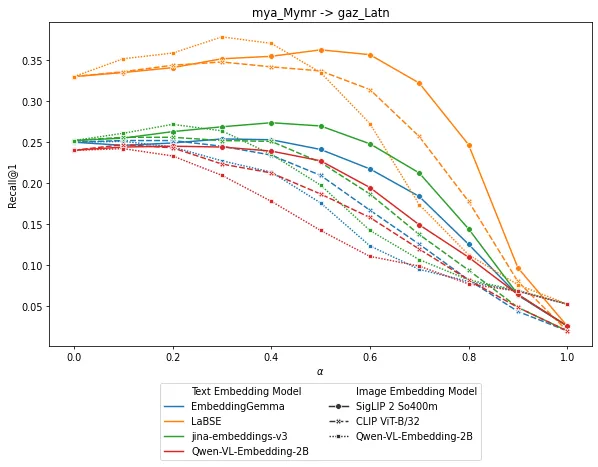 mya_Mymr -> gaz_Latn
Recall@1
0.35
0.30
0.25
0.20
0.15
0.10
0.05
0.0
0.2
0.4
0.6
0.8
1.0
α
Text Embedding Model
EmbeddingGemma
LaBSE
jina-embeddings-v3
Qwen-VL-Embedding-2B
Image Embedding Model
SigLIP 2 So400m
CLIP ViT-B/32
Qwen-VL-Embedding-2B